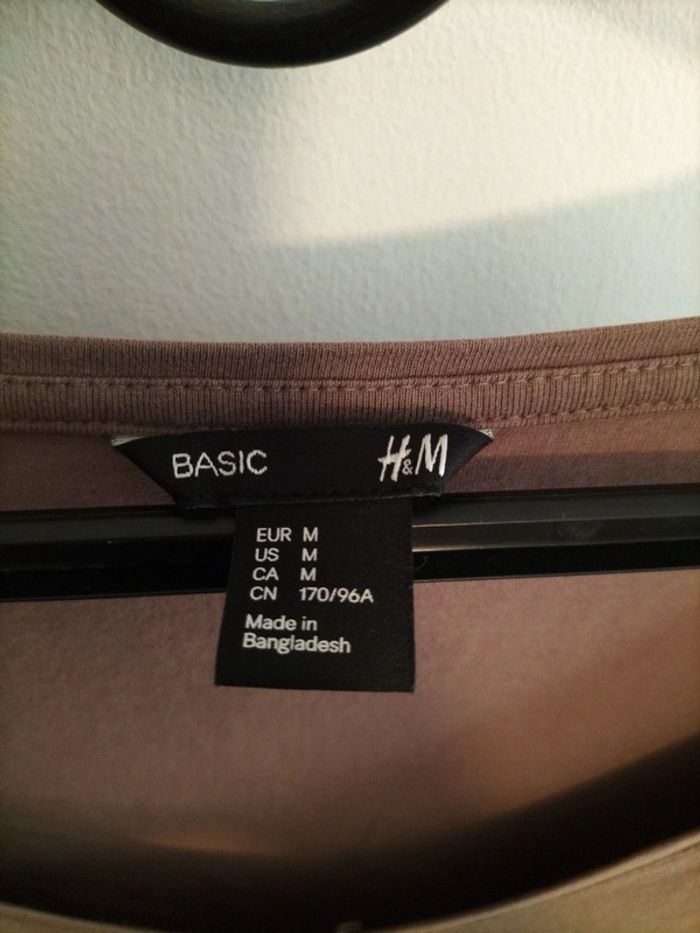 BASIC H&M
EUR M
US M
CA M
CN 170/96A
Made in
Bangladesh